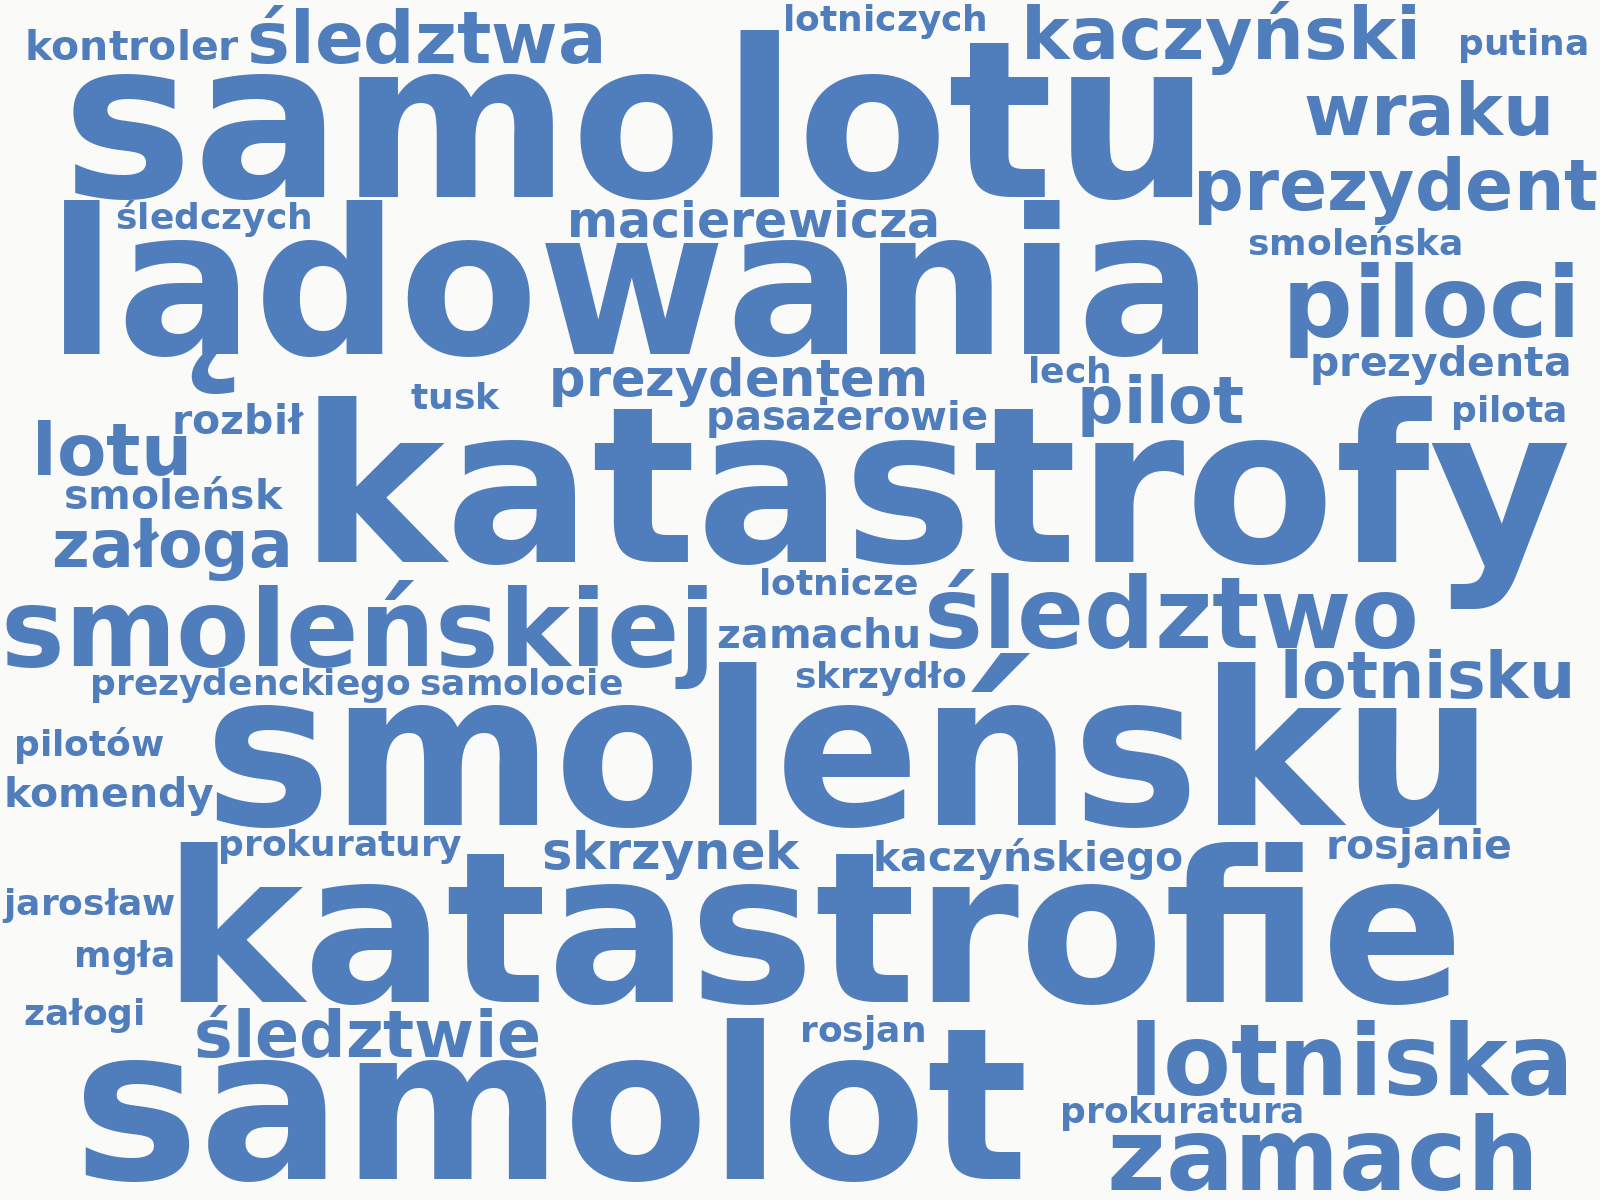 kontroler śledztwa lotniczych kaczyński putina
samolotu wraku
prezydent
śledczych macierewicza smoleńska
lądowania piloci
prezydentem lech prezydenta
tusk pasażerowie pilot pilota
rozbił
lotu katastrofy
smoleńsk
załoga
lotnicze śledztwo
smoleńskiej zamachu
prezydenckiego samolocie skrzydło lotnisku
pilotów smoleńsku
komendy
prokuratury skrzynek kaczyńskiego rosjanie
jarosław katastrofie
mgła
załogi śledztwie rosjan
samolot lotniska
prokuratura
zamach